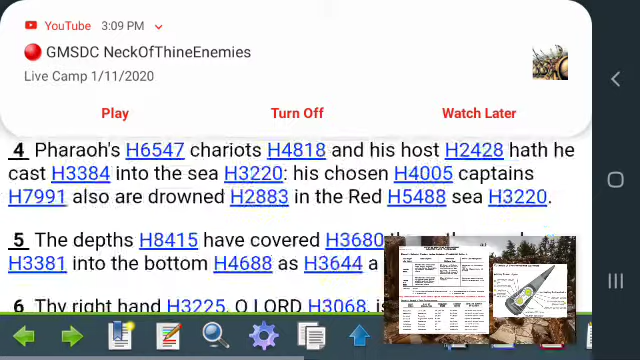 YouTube 3:09 PM
🔴 GMSDC NeckOfThineEnemies
Live Camp 1/11/2020
Play Turn Off Watch Later
4 Pharaoh's H6547 chariots H4818 and his host H2428 hath he
cast H3384 into the sea H3220: his chosen H4005 captains
H7991 also are drowned H2883 in the Red H5488 sea H3220.
5 The depths H8415 have covered H3680
H3381 into the bottom H4688 as H3644 a
6 Thy right hand H3225, O LORD H3068,